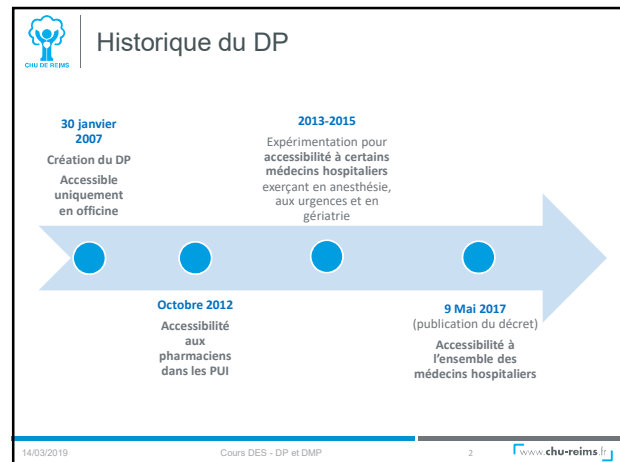 CHU DE REIMS
Historique du DP
30 janvier
2007
Création du DP
Accessible
uniquement
en officine
2013-2015
Expérimentation pour
accessibilité à certains
médecins hospitaliers
exerçant en anesthésie,
aux urgences et en
gériatrie
Octobre 2012
Accessibilité
aux
pharmaciens
dans les PUI
9 Mai 2017
(publication du décret)
Accessibilité à
l'ensemble des
médecins hospitaliers
14/03/2019
Cours DES - DP et DMP
2
www.chu-reims.fr